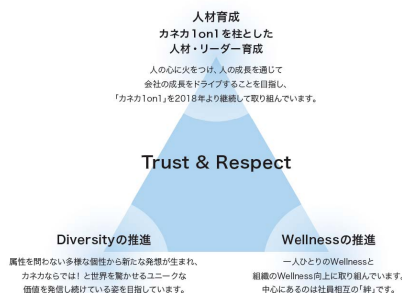 人材育成
カネカ1on1を柱とした
人材・リーダー育成
人の心に火をつけ、人の成長を通じて
会社の成長をドライブすることを目指し、
「カネカ1on1」を2018年より継続して取り組んでいます。
Trust & Respect
Diversityの推進
属性を問わない多様な個性から新たな発想が生まれ、
カネカならでは！と世界を驚かせるユニークな
価値を発信し続けている姿を目指しています。
Wellnessの推進
一人ひとりのWellnessと
組織のWellness向上に取り組んでいます。
中心にあるのは社員相互の「絆」です。